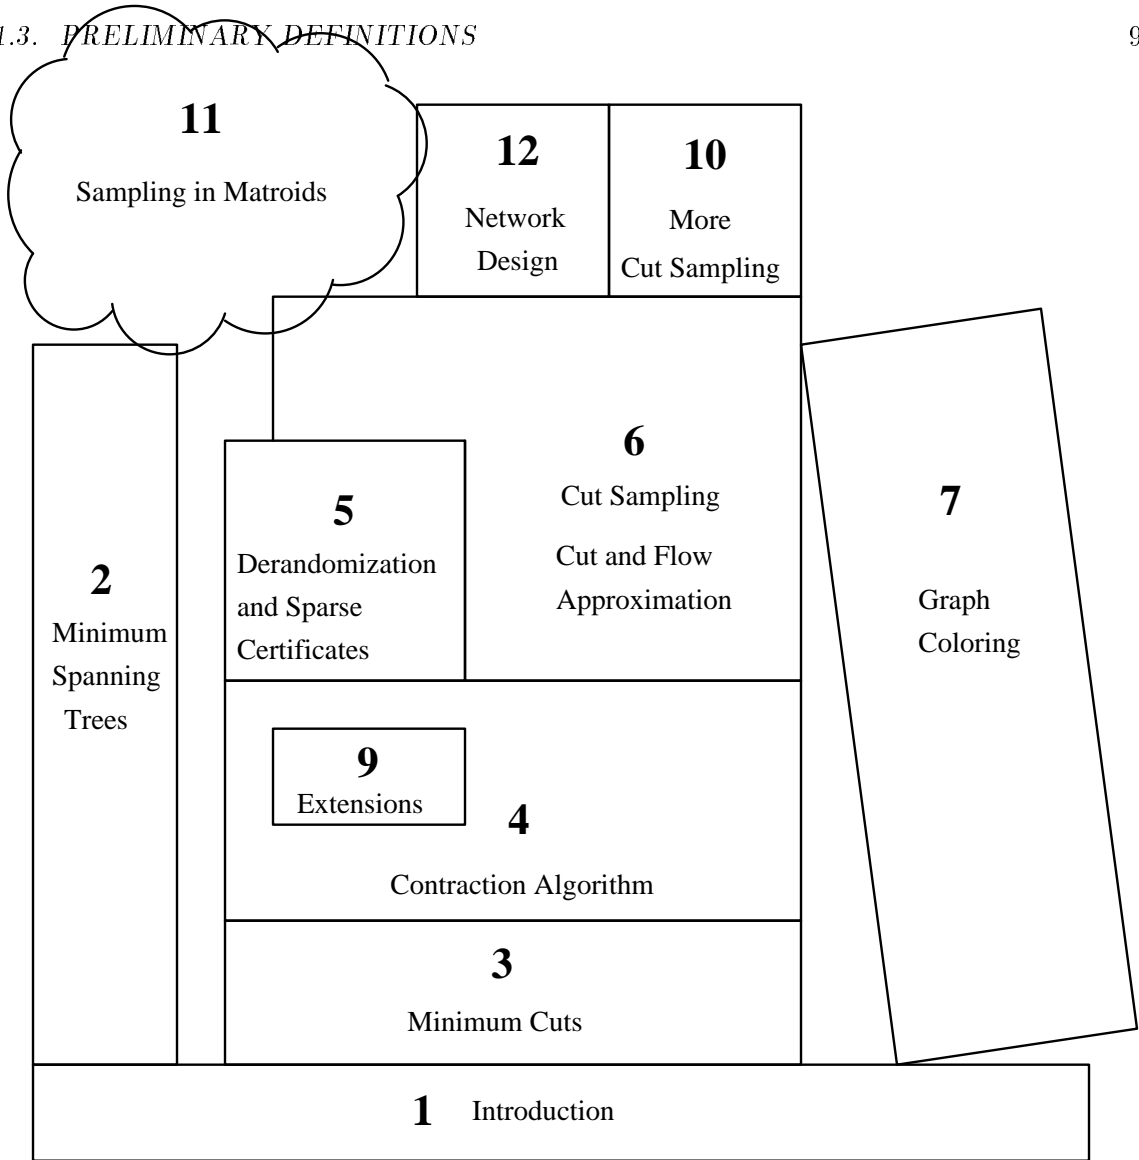 1.3. PRELIMINARY DEFINITIONS 9
11
Sampling in Matroids
12
Network
Design
10
More
Cut Sampling
6
Cut Sampling
Cut and Flow
Approximation
5
Derandomization
and Sparse
Certificates
7
Graph
Coloring
2
Minimum
Spanning
Trees
9
Extensions
4
Contraction Algorithm
3
Minimum Cuts
1 Introduction